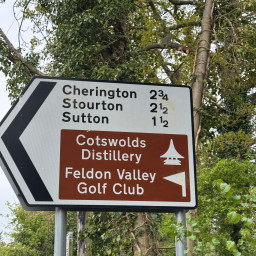 Cherington 2¾
Stourton 2½
Sutton 1½
Cotswolds
Distillery
Feldon Valley
Golf Club